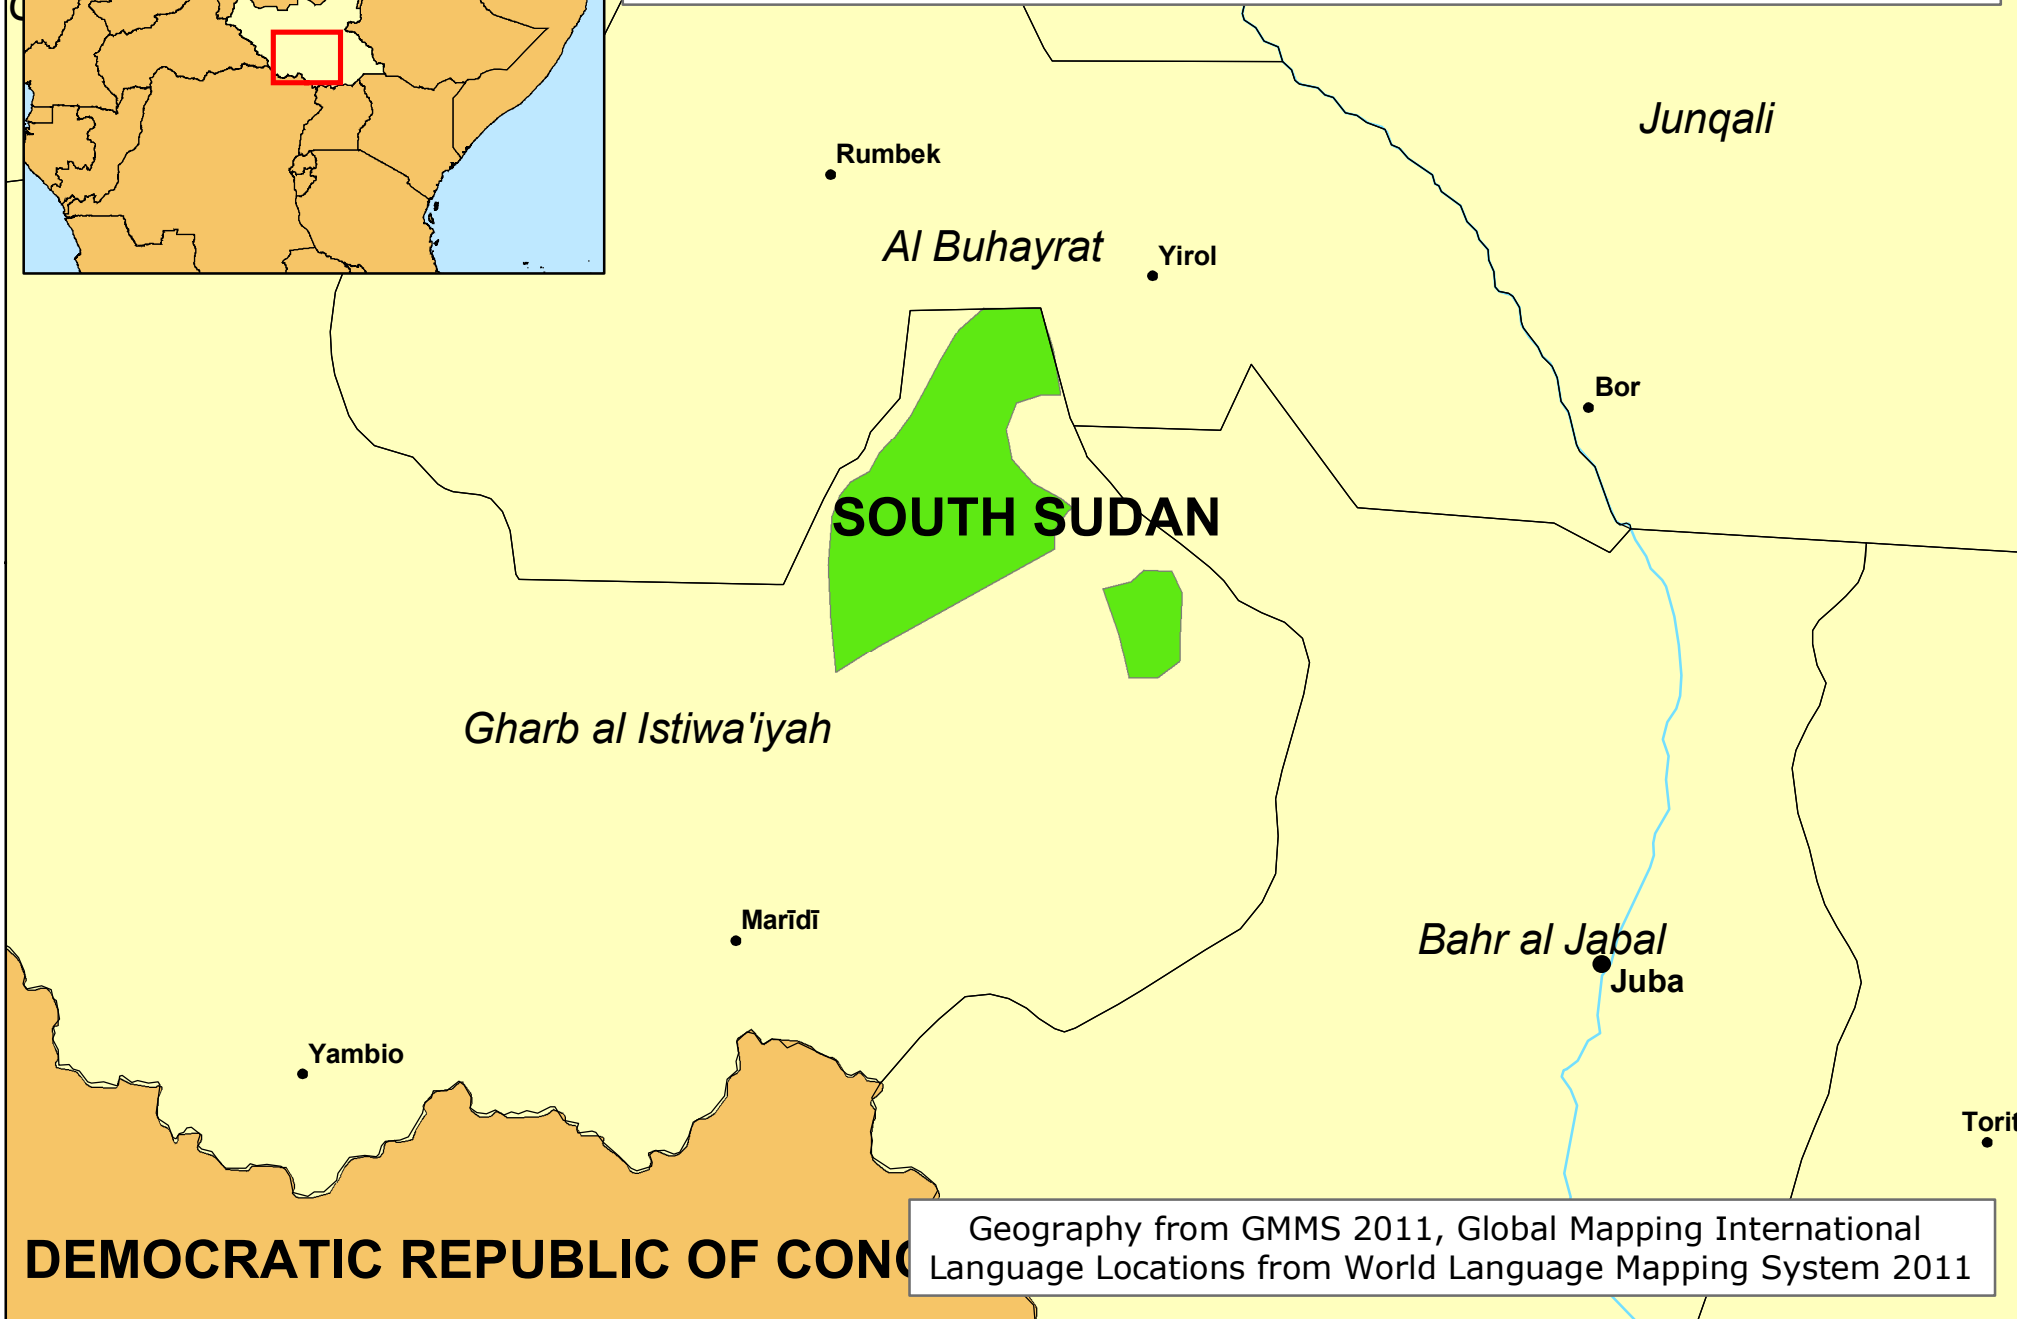 Junqali
Rumbek
Al Buhayrat
Yirol
Bor
SOUTH SUDAN
Gharb al Istiwa'iyah
Marīdī
Bahr al Jabal
Juba
Yambio
Torit
Geography from GMMS 2011, Global Mapping International
DEMOCRATIC REPUBLIC OF CONG
Language Locations from World Language Mapping System 2011